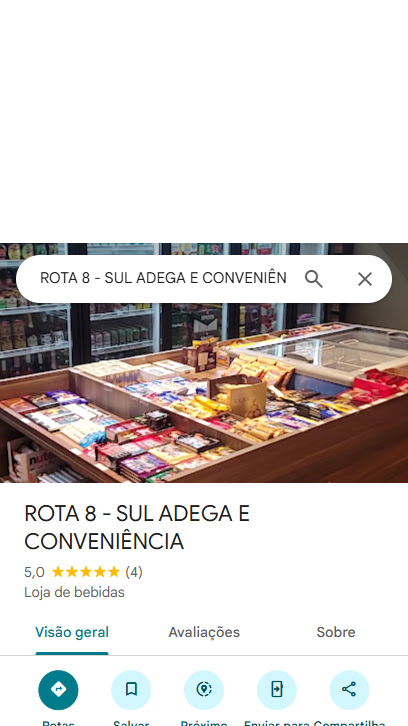 ROTA 8 - SUL ADEGA E CONVENIÊN
ROTA 8 - SUL ADEGA E
CONVENIÊNCIA
5,0 (4)
Loja de bebidas
Visão geral Avaliações Sobre
Rotas Salvar Próximo Enviar para Compartilha